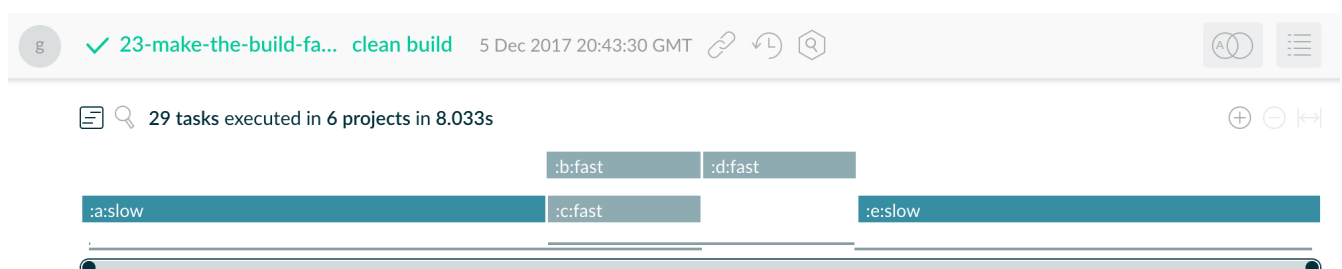 g 23-make-the-build-fa... clean build 5 Dec 2017 20:43:30 GMT A
29 tasks executed in 6 projects in 8.033s
:b:fast :d:fast
:a:slow :c:fast :e:slow